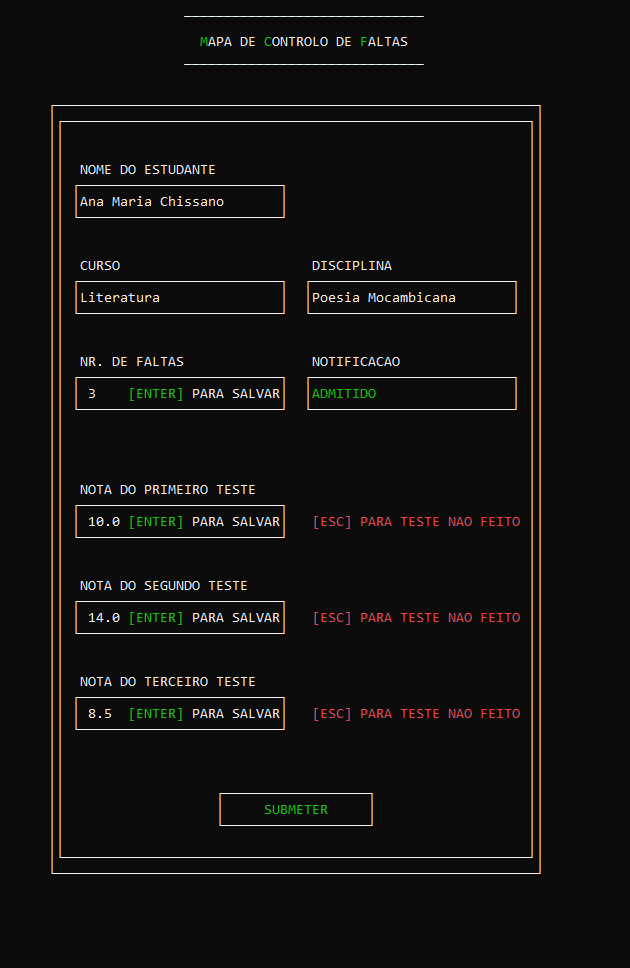 MAPA DE CONTROLO DE FALTAS
NOME DO ESTUDANTE
Ana Maria Chissano
CURSO DISCIPLINA
Literatura Poesia Mocambicana
NR. DE FALTAS NOTIFICACAO
3 [ENTER] PARA SALVAR ADMITIDO
NOTA DO PRIMEIRO TESTE
10.0 [ENTER] PARA SALVAR [ESC] PARA TESTE NAO FEITO
NOTA DO SEGUNDO TESTE
14.0 [ENTER] PARA SALVAR [ESC] PARA TESTE NAO FEITO
NOTA DO TERCEIRO TESTE
8.5 [ENTER] PARA SALVAR [ESC] PARA TESTE NAO FEITO
SUBMETER